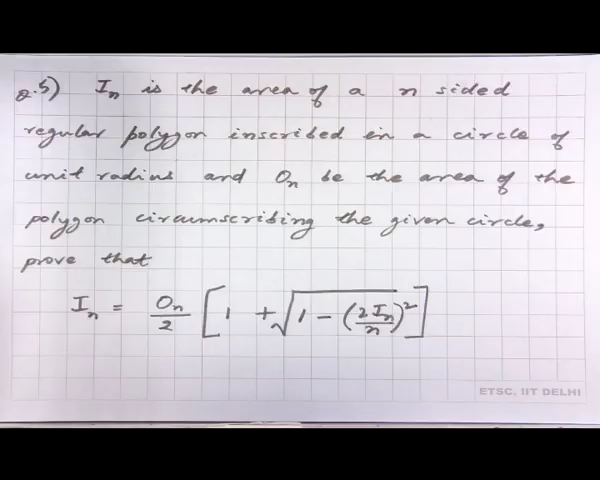 Q.5) In is the area of a n sided
regular polygon inscribed in a circle of
unit radius and On be the area of the
polygon circumscribing the given circle,
prove that
Iₙ = Oₙ/2 [1 + √(1 − (2Iₙ/n)²)]
ETSC, IIT DELHI